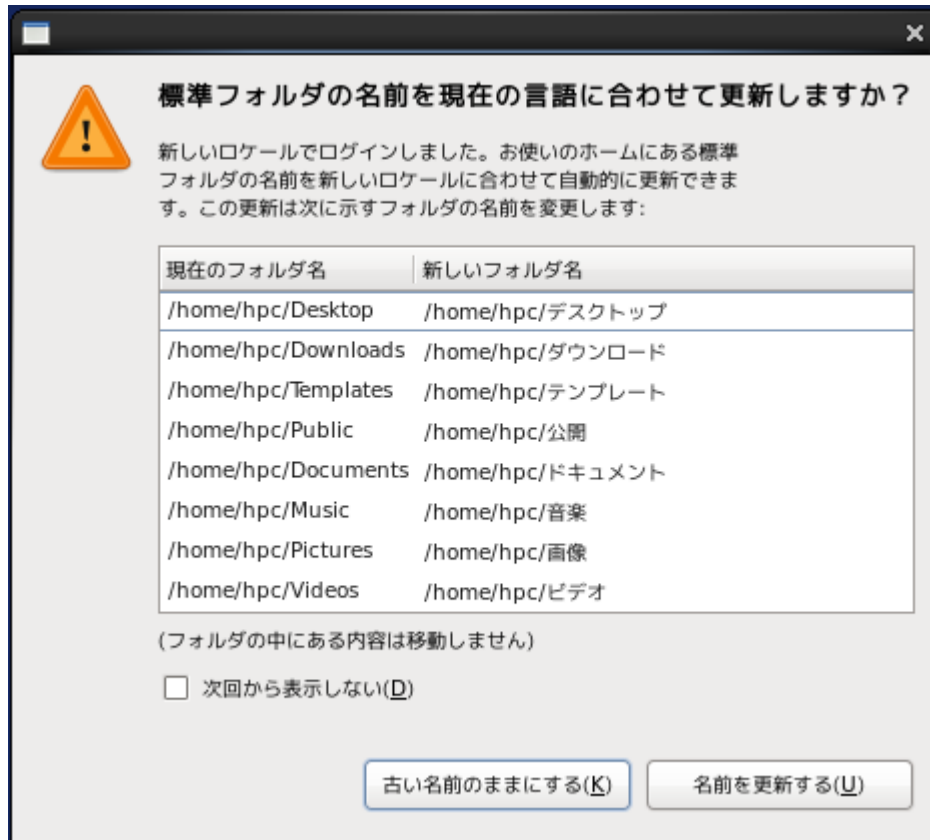 標準フォルダの名前を現在の言語に合わせて更新しますか？
新しいロケールでログインしました。お使いのホームにある標準
フォルダの名前を新しいロケールに合わせて自動的に更新できま
す。この更新は次に示すフォルダの名前を変更します:
現在のフォルダ名 新しいフォルダ名
/home/hpc/Desktop /home/hpc/デスクトップ
/home/hpc/Downloads /home/hpc/ダウンロード
/home/hpc/Templates /home/hpc/テンプレート
/home/hpc/Public /home/hpc/公開
/home/hpc/Documents /home/hpc/ドキュメント
/home/hpc/Music /home/hpc/音楽
/home/hpc/Pictures /home/hpc/画像
/home/hpc/Videos /home/hpc/ビデオ
(フォルダの中にある内容は移動しません)
次回から表示しない(D)
古い名前のままにする(K) 名前を更新する(U)